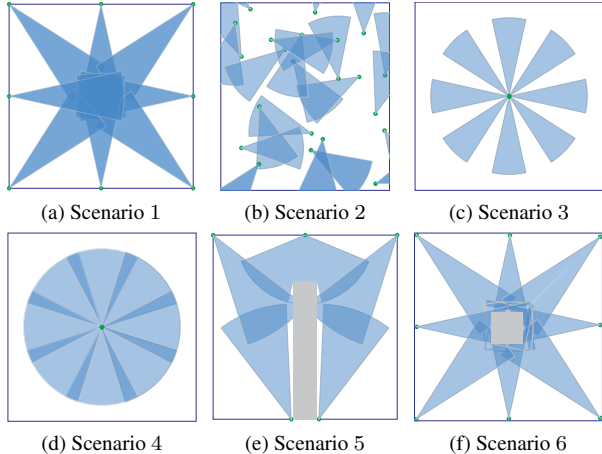 (a) Scenario 1
(b) Scenario 2
(c) Scenario 3
(d) Scenario 4
(e) Scenario 5
(f) Scenario 6